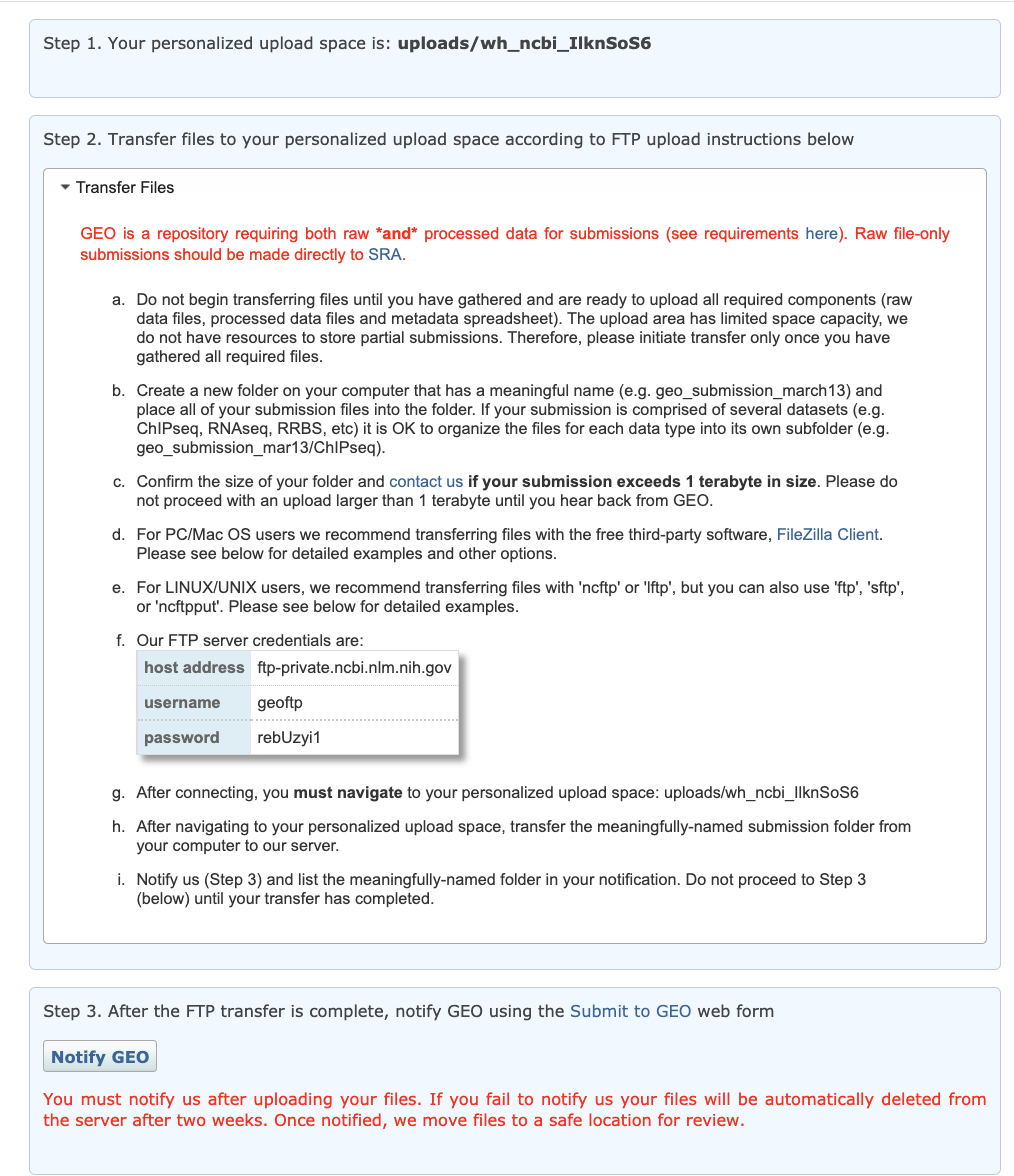 Step 1. Your personalized upload space is: uploads/wh_ncbi_IlknSoS6
Step 2. Transfer files to your personalized upload space according to FTP upload instructions below
Transfer Files
GEO is a repository requiring both raw *and* processed data for submissions (see requirements here). Raw file-only
submissions should be made directly to SRA.
a. Do not begin transferring files until you have gathered and are ready to upload all required components (raw
data files, processed data files and metadata spreadsheet). The upload area has limited space capacity, we
do not have resources to store partial submissions. Therefore, please initiate transfer only once you have
gathered all required files.
b. Create a new folder on your computer that has a meaningful name (e.g. geo_submission_march13) and
place all of your submission files into the folder. If your submission is comprised of several datasets (e.g.
ChIPseq, RNAseq, RRBS, etc) it is OK to organize the files for each data type into its own subfolder (e.g.
geo_submission_mar13/ChIPseq).
c. Confirm the size of your folder and contact us if your submission exceeds 1 terabyte in size. Please do
not proceed with an upload larger than 1 terabyte until you hear back from GEO.
d. For PC/Mac OS users we recommend transferring files with the free third-party software, FileZilla Client.
Please see below for detailed examples and other options.
e. For LINUX/UNIX users, we recommend transferring files with 'ncftp' or 'lftp', but you can also use 'ftp', 'sftp',
or 'ncftpput'. Please see below for detailed examples.
f. Our FTP server credentials are:
host address ftp-private.ncbi.nlm.nih.gov
username geoftp
password rebUzyi1
g. After connecting, you must navigate to your personalized upload space: uploads/wh_ncbi_IlknSoS6
h. After navigating to your personalized upload space, transfer the meaningfully-named submission folder from
your computer to our server.
i. Notify us (Step 3) and list the meaningfully-named folder in your notification. Do not proceed to Step 3
(below) until your transfer has completed.
Step 3. After the FTP transfer is complete, notify GEO using the Submit to GEO web form
Notify GEO
You must notify us after uploading your files. If you fail to notify us your files will be automatically deleted from
the server after two weeks. Once notified, we move files to a safe location for review.